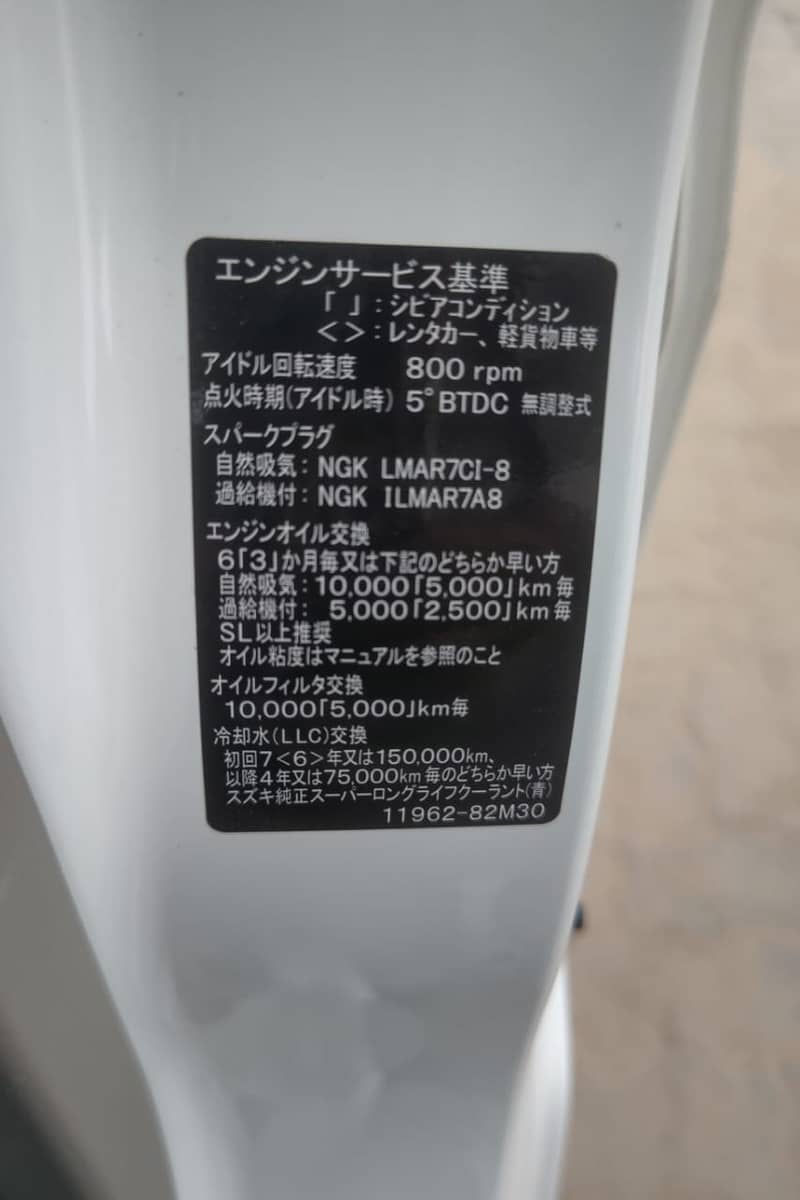 エンジンサービス基準
「 」:シビアコンディション
< >:レンタカー、軽貨物車等
アイドル回転速度 800 rpm
点火時期(アイドル時) 5°BTDC 無調整式
スパークプラグ
自然吸気:NGK LMAR7CI-8
過給機付:NGK ILMAR7A8
エンジンオイル交換
6「3」か月毎又は下記のどちらか早い方
自然吸気:10,000「5,000」km毎
過給機付: 5,000「2,500」km毎
SL以上推奨
オイル粘度はマニュアルを参照のこと
オイルフィルタ交換
10,000「5,000」km毎
冷却水(LLC)交換
初回7<6>年又は150,000km、
以降4年又は75,000km毎のどちらか早い方
スズキ純正スーパーロングライフクーラント(青)
11962-82M30